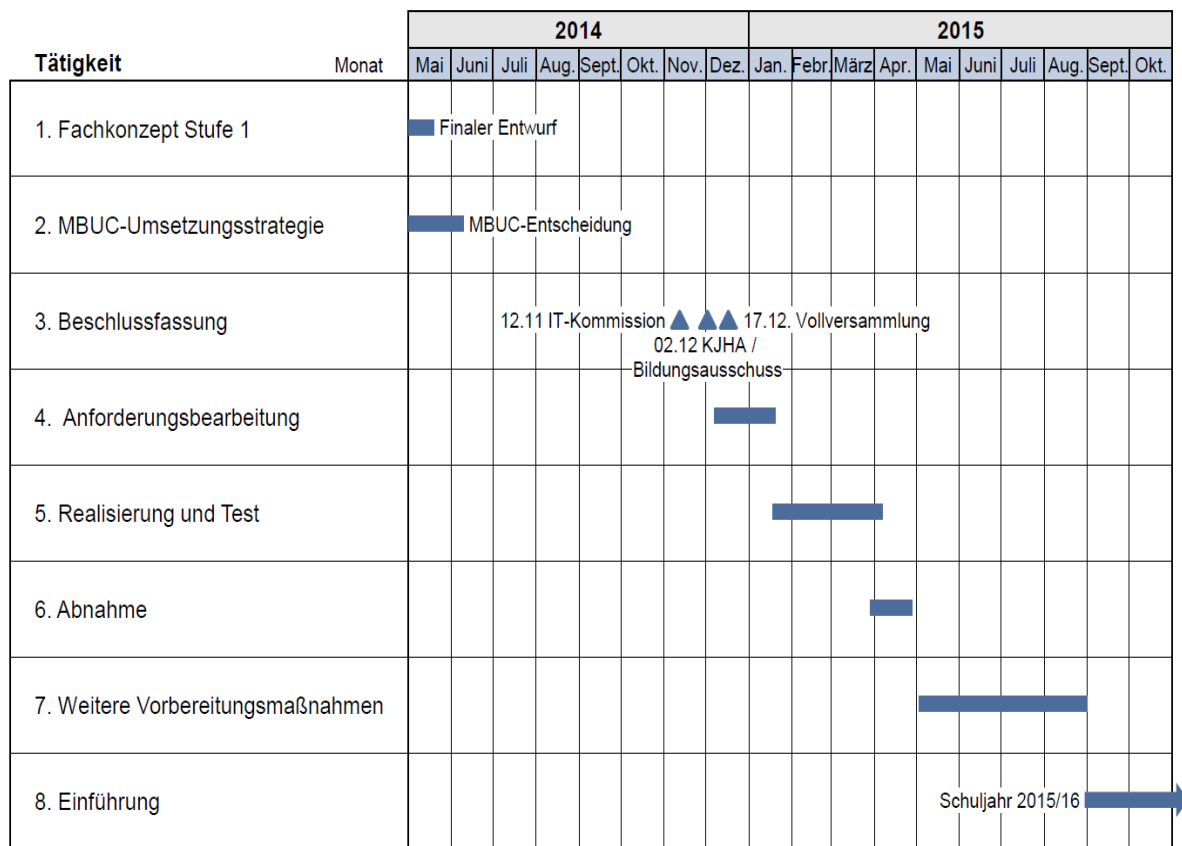 2014 2015
Tätigkeit Monat Mai Juni Juli Aug. Sept. Okt. Nov. Dez. Jan. Febr. März Apr. Mai Juni Juli Aug. Sept. Okt.
1. Fachkonzept Stufe 1 Finaler Entwurf
2. MBUC-Umsetzungsstrategie MBUC-Entscheidung
3. Beschlussfassung 12.11 IT-Kommission 17.12. Vollversammlung
02.12 KJHA /
Bildungsausschuss
4. Anforderungsbearbeitung
5. Realisierung und Test
6. Abnahme
7. Weitere Vorbereitungsmaßnahmen
8. Einführung Schuljahr 2015/16